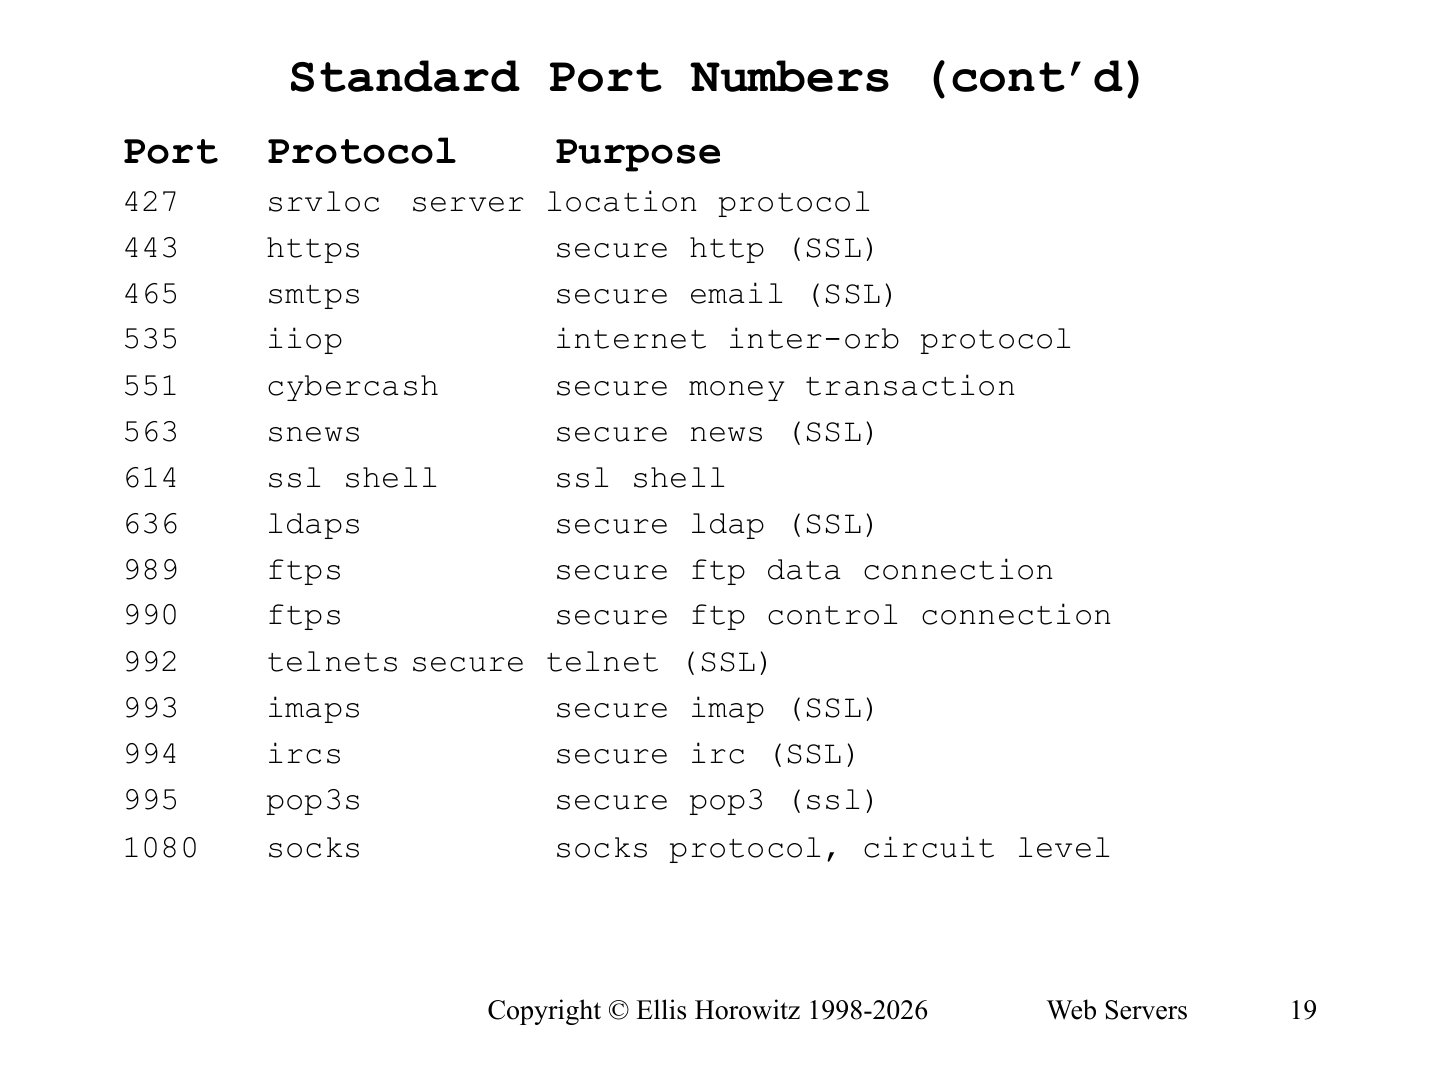 Standard Port Numbers (cont’d)
Port Protocol Purpose
427 srvloc server location protocol
443 https secure http (SSL)
465 smtps secure email (SSL)
535 iiop internet inter-orb protocol
551 cybercash secure money transaction
563 snews secure news (SSL)
614 ssl shell ssl shell
636 ldaps secure ldap (SSL)
989 ftps secure ftp data connection
990 ftps secure ftp control connection
992 telnets secure telnet (SSL)
993 imaps secure imap (SSL)
994 ircs secure irc (SSL)
995 pop3s secure pop3 (ssl)
1080 socks socks protocol, circuit level
Copyright © Ellis Horowitz 1998-2026 Web Servers 19